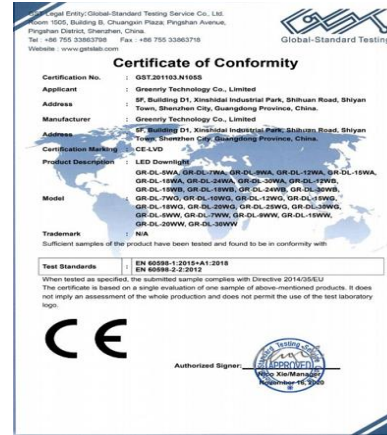 GST Legal Entity: Global-Standard Testing Service Co., Ltd.
Room 1505, Building B, Chuangxin Plaza, Pingshan Avenue,
Pingshan District, Shenzhen, China.
Tel : +86 755 33863798 Fax : +86 755 33863718
Website : www.gstslab.com
Global-Standard Testing
Certificate of Conformity
Certification No. : GST.201103.N105S
Applicant : Greenriy Technology Co., Limited
Address : 5F, Building D1, Xinshidai Industrial Park, Shihuan Road, Shiyan
Town, Shenzhen City, Guangdong Province, China.
Manufacturer : Greenriy Technology Co., Limited
Address : 5F, Building D1, Xinshidai Industrial Park, Shihuan Road, Shiyan
Town, Shenzhen City, Guangdong Province, China.
Certification Marking : CE-LVD
Product Description : LED Downlight
GR-DL-5WA, GR-DL-7WA, GR-DL-9WA, GR-DL-12WA, GR-DL-15WA,
GR-DL-18WA, GR-DL-24WA, GR-DL-30WA, GR-DL-12WB,
GR-DL-15WB, GR-DL-18WB, GR-DL-24WB, GR-DL-30WB,
Model : GR-DL-7WG, GR-DL-10WG, GR-DL-12WG, GR-DL-15WG,
GR-DL-18WG, GR-DL-20WG, GR-DL-25WG, GR-DL-30WG,
GR-DL-5WW, GR-DL-7WW, GR-DL-9WW, GR-DL-15WW,
GR-DL-20WW, GR-DL-30WW
Trademark : N/A
Sufficient samples of the product have been tested and found to be in conformity with
Test Standards : EN 60598-1:2015+A1:2018
EN 60598-2-2:2012
When tested as specified, the submitted sample complies with Directive 2014/35/EU
The certificate is based on a single evaluation of one sample of above-mentioned products. It does
not imply an assessment of the whole production and does not permit the use of the test laboratory
logo.
CE
Authorized Signer:
APPROVED
Nico Xie/Manager
November 16, 2020